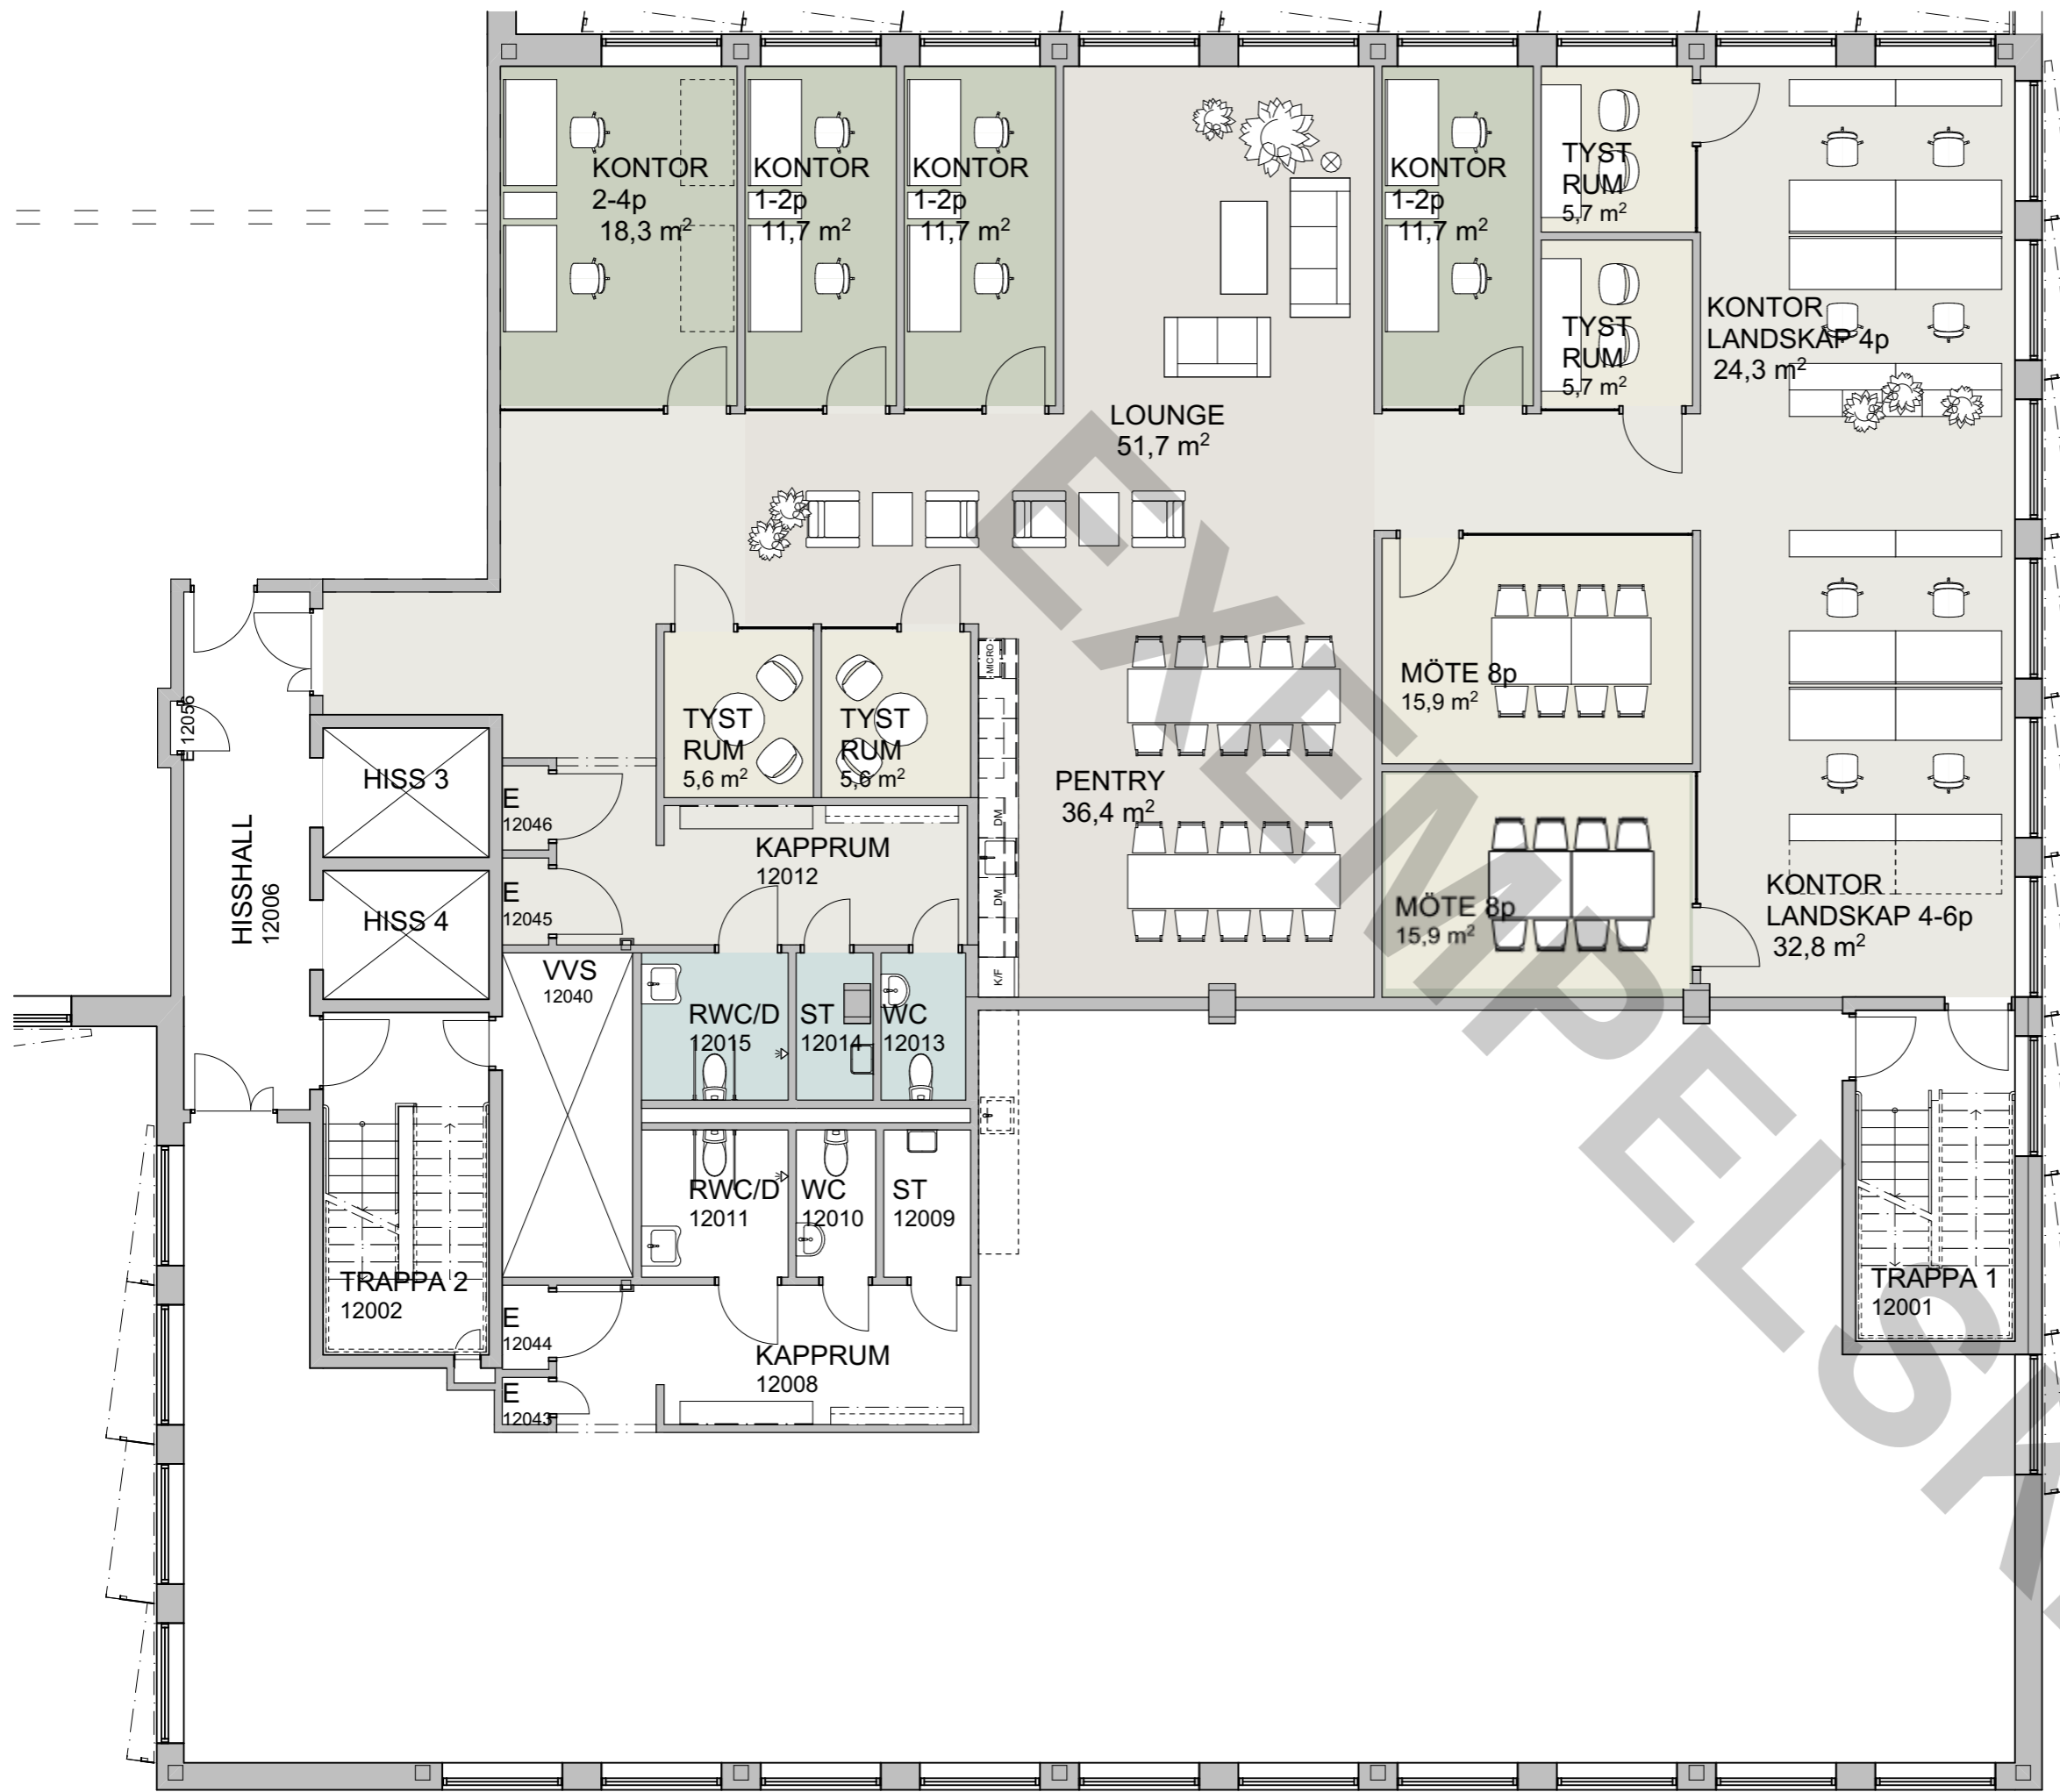 KONTOR
2-4p
18,3 m²
KONTOR
1-2p
11,7 m²
KONTOR
1-2p
11,7 m²
KONTOR
1-2p
11,7 m²
TYST
RUM
5,7 m²
TYST
RUM
5,7 m²
KONTOR
LANDSKAP 4p
24,3 m²
LOUNGE
51,7 m²
MÖTE 8p
15,9 m²
TYST
RUM
5,6 m²
TYST
RUM
5,6 m²
MICRO
12056
HISS 3
PENTRY
36,4 m²
E
12046
DM
KAPPRUM
12012
HISSHALL
12006
HISS 4
E
12045
DM
MÖTE 8p
15,9 m²
KONTOR
LANDSKAP 4-6p
32,8 m²
K/F
VVS
12040
RWC/D
12015
ST
12014
WC
12013
RWC/D
12011
WC
12010
ST
12009
TRAPPA 2
12002
TRAPPA 1
12001
E
12044
KAPPRUM
12008
E
12043
EXEMPELSK